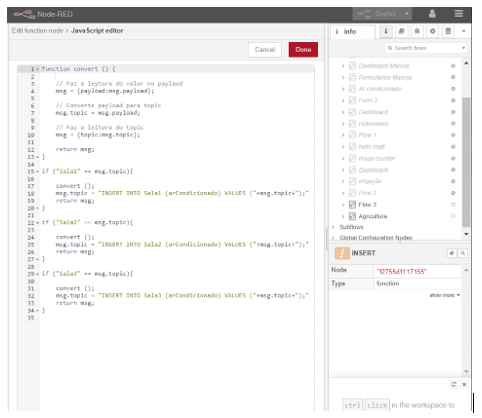 Node-RED
Deploy
Edit function node > JavaScript editor
Cancel
Done
1 function convert () {
2
3 // Faz a leytura do valor no paylaod
4 msg = {payload:msg.payload};
5
6 // Converte payload para topic
7 msg.topic = msg.payload;
8
9 // Faz a leitura do topic
10 msg = {topic:msg.topic};
11
12 return msg;
13 }
14
15 if ("Sala1" == msg.topic){
16
17 convert ();
18 msg.topic = "INSERT INTO Sala1 (arCondicionado) VALUES ("+msg.topic+");"
19 return msg;
20 }
21
22 if ("Sala2" == msg.topic){
23
24 convert ();
25 msg.topic = "INSERT INTO Sala2 (arCondicionado) VALUES ("+msg.topic+");"
26 return msg;
27 }
28
29 if ("Sala3" == msg.topic){
30
31 convert ();
32 msg.topic = "INSERT INTO Sala3 (arCondicionado) VALUES ("+msg.topic+");"
33 return msg;
34 }
35
i info
Search flows
Dashboard-Marcos
Formulários-Marcos
Ar condicionado
Form 2
Dashboard
Hidrometro
Flow 1
hello mqtt
maua counter
Dashboard
irrigação
Flow 2
Flow 3
Agricultura
Subflows
Global Configuration Nodes
INSERT
Node "f2755d1f.17155"
Type function
show more
ctrl click in the workspace to